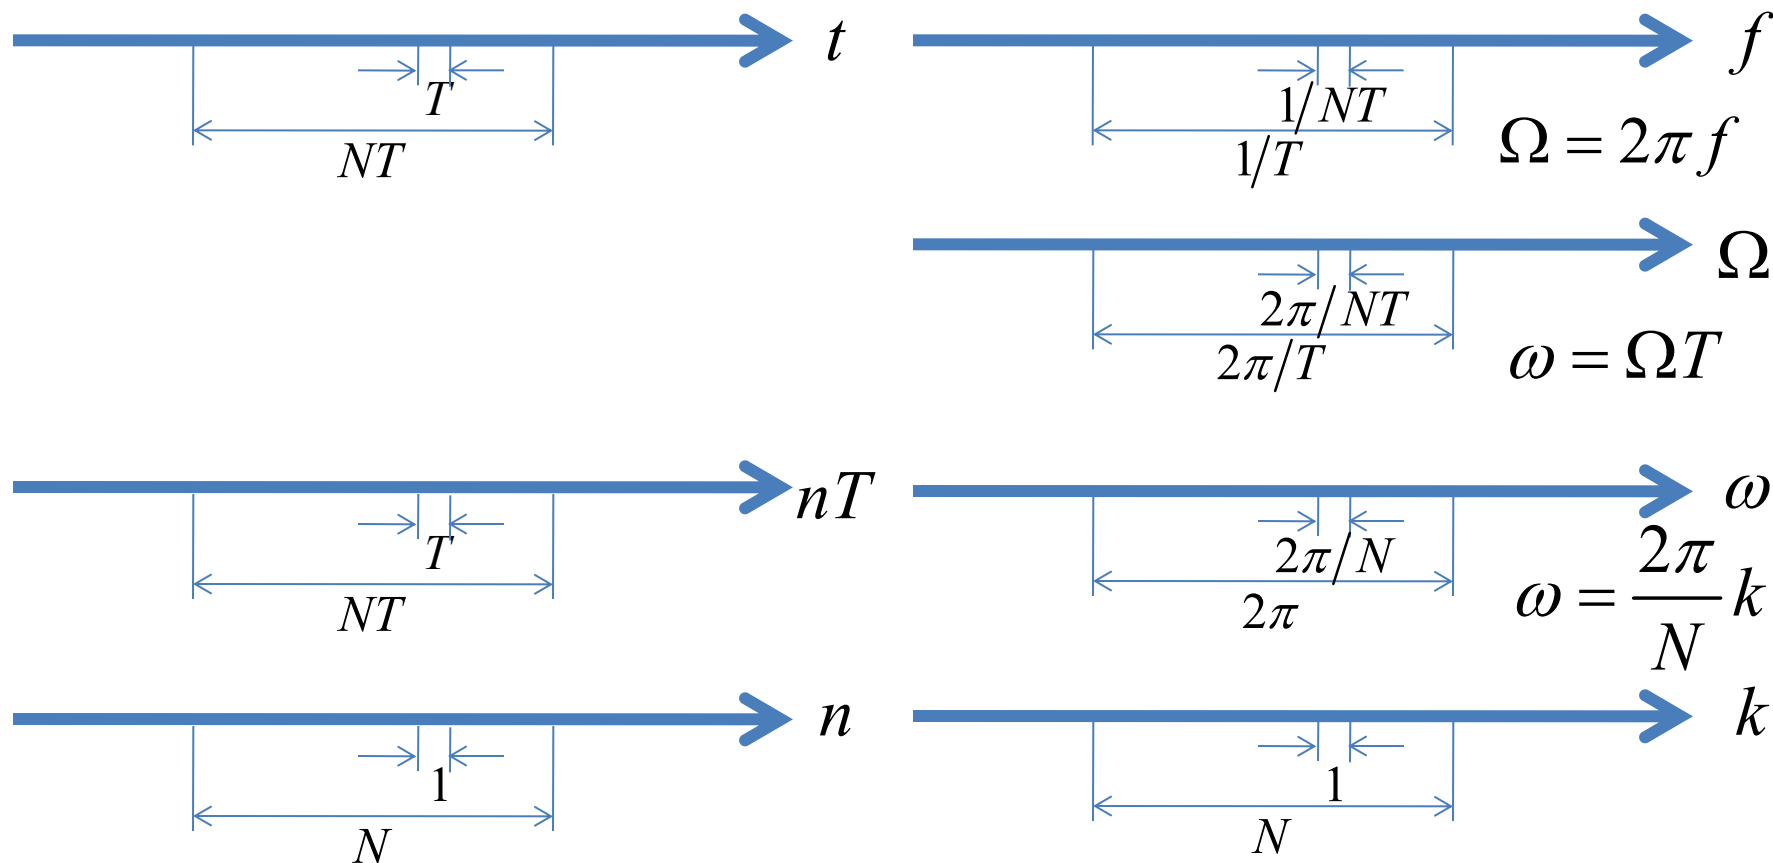 t
T
NT
f
1/NT
1/T
Ω = 2πf
Ω
2π/NT
2π/T
ω = ΩT
nT
T
NT
ω
2π/N
2π
ω = 2π/N k
n
1
N
k
1
N